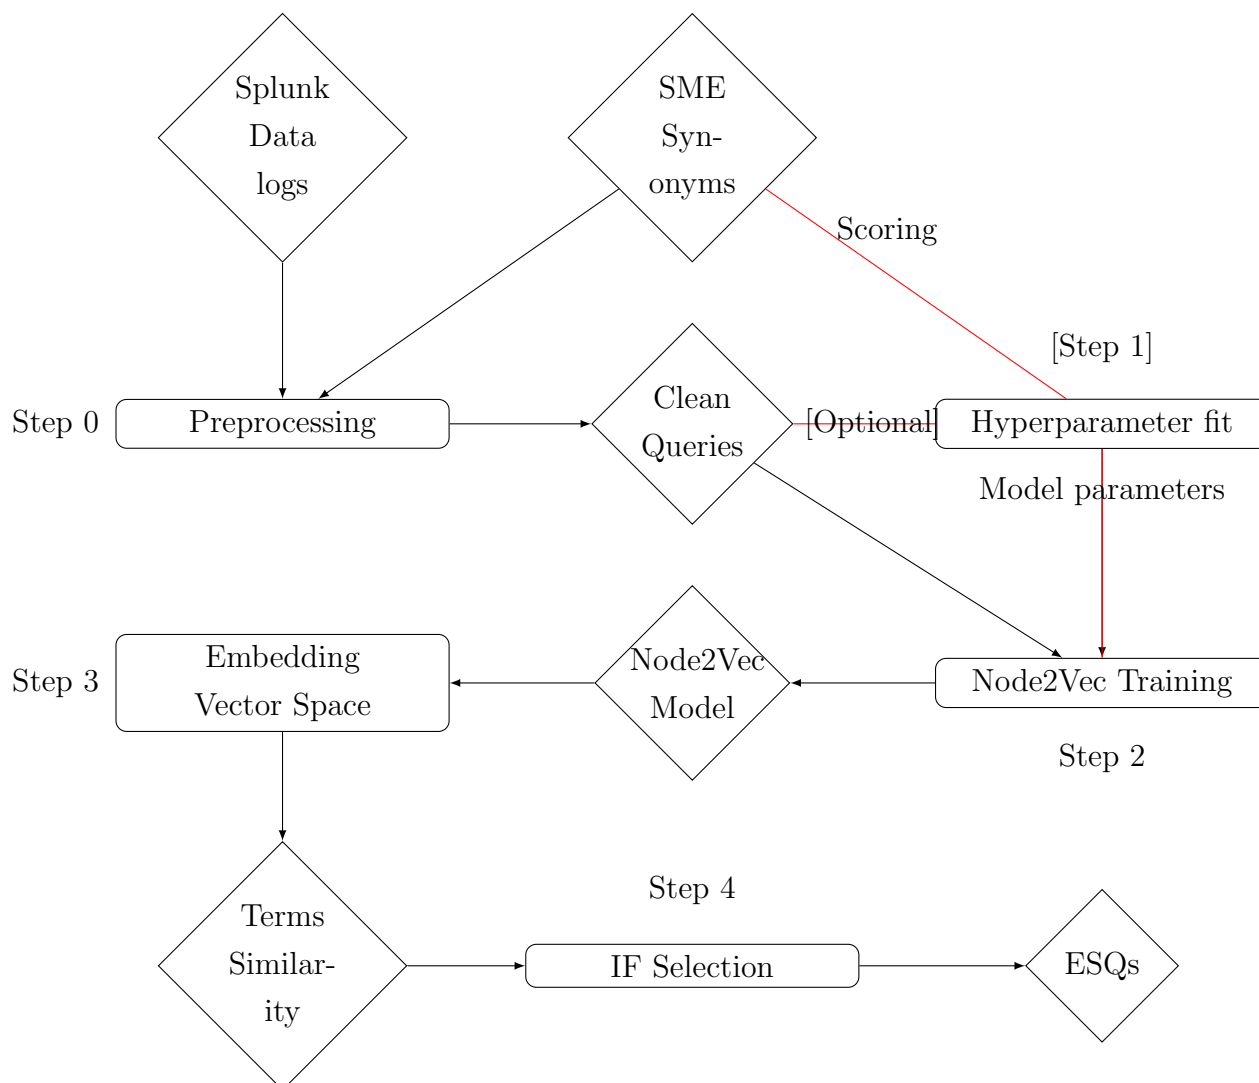 Splunk
Data
logs
SME
Syn-
onyms
Scoring
[Step 1]
Step 0
Preprocessing
Clean
Queries
[Optional]
Hyperparameter fit
Model parameters
Step 3
Embedding
Vector Space
Node2Vec
Model
Node2Vec Training
Step 2
Step 4
Terms
Similar-
ity
IF Selection
ESQs